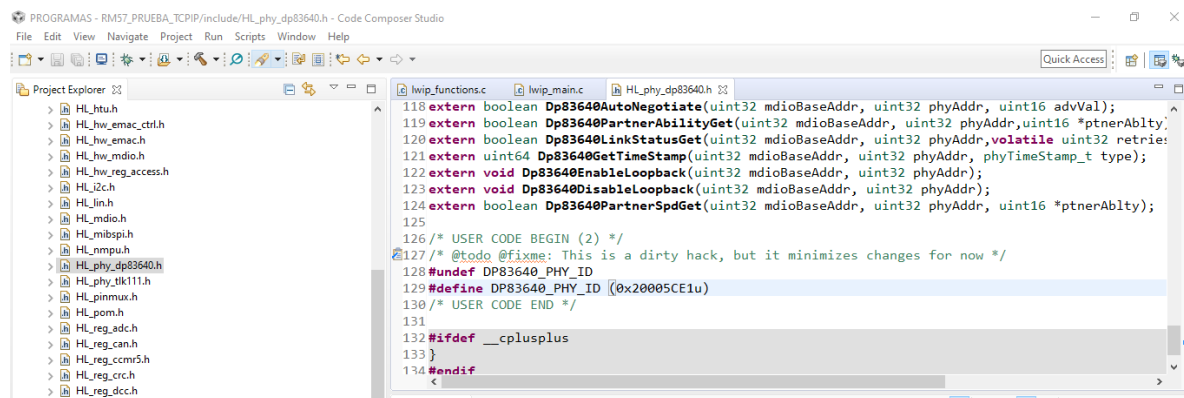 PROGRAMAS - RM57_PRUEBA_TCPIP/include/HL_phy_dp83640.h - Code Composer Studio
File Edit View Navigate Project Run Scripts Window Help
Quick Access
Project Explorer
HL_htu.h
HL_hw_emac_ctrl.h
HL_hw_emac.h
HL_hw_mdio.h
HL_hw_reg_access.h
HL_i2c.h
HL_lin.h
HL_mdio.h
HL_mibspi.h
HL_nmpu.h
HL_phy_dp83640.h
HL_phy_tlk111.h
HL_pinmux.h
HL_pom.h
HL_reg_adc.h
HL_reg_can.h
HL_reg_ccmr5.h
HL_reg_crc.h
HL_reg_dcc.h
lwip_functions.c lwip_main.c HL_phy_dp83640.h
118 extern boolean Dp83640AutoNegotiate(uint32 mdioBaseAddr, uint32 phyAddr, uint16 advVal);
119 extern boolean Dp83640PartnerAbilityGet(uint32 mdioBaseAddr, uint32 phyAddr,uint16 *ptnerAblty)
120 extern boolean Dp83640LinkStatusGet(uint32 mdioBaseAddr, uint32 phyAddr,volatile uint32 retries
121 extern uint64 Dp83640GetTimeStamp(uint32 mdioBaseAddr, uint32 phyAddr, phyTimeStamp_t type);
122 extern void Dp83640EnableLoopback(uint32 mdioBaseAddr, uint32 phyAddr);
123 extern void Dp83640DisableLoopback(uint32 mdioBaseAddr, uint32 phyAddr);
124 extern boolean Dp83640PartnerSpdGet(uint32 mdioBaseAddr, uint32 phyAddr, uint16 *ptnerAblty);
125
126 /* USER CODE BEGIN (2) */
127 /* @todo @fixme: This is a dirty hack, but it minimizes changes for now */
128 #undef DP83640_PHY_ID
129 #define DP83640_PHY_ID (0x20005CE1u)
130 /* USER CODE END */
131
132 #ifdef __cplusplus
133 }
134 #endif